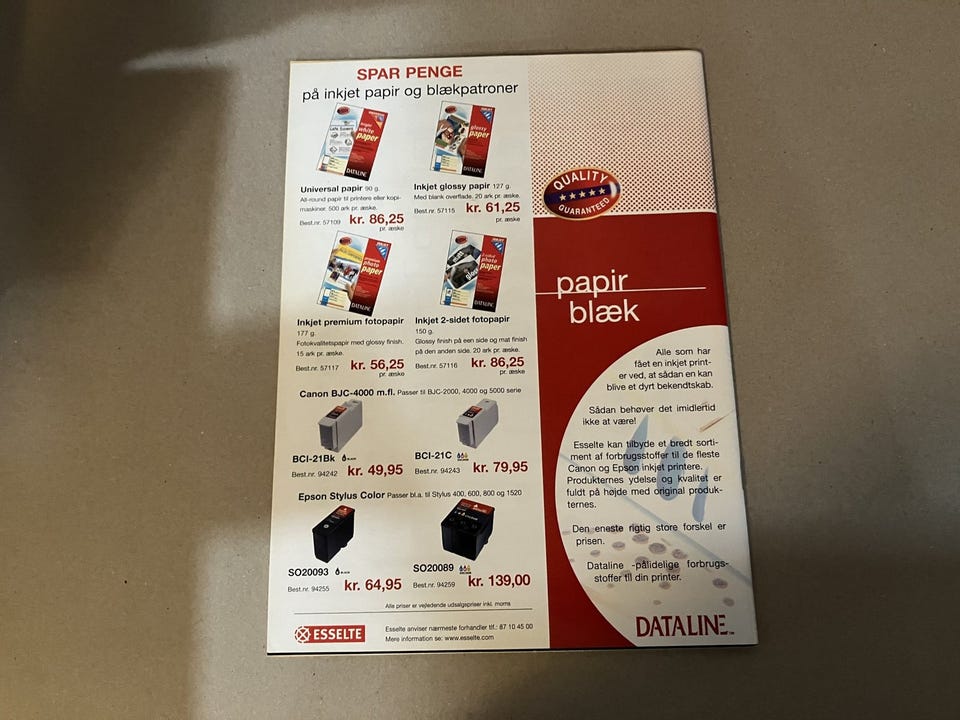 SPAR PENGE
på inkjet papir og blækpatroner
Universal papir 90 g.
All-round papir til printere eller kopi-
maskiner. 500 ark pr. æske.
Best.nr. 57109 kr. 86,25
pr. æske
Inkjet glossy papir 127 g.
Med blank overflade. 20 ark pr. æske.
Best.nr. 57115 kr. 61,25
pr. æske
Inkjet premium fotopapir
177 g.
Fotokvalitetspapir med glossy finish.
15 ark pr. æske.
Best.nr. 57117 kr. 56,25
pr. æske
Inkjet 2-sidet fotopapir
150 g.
Glossy finish på een side og mat finish
på den anden side. 20 ark pr. æske.
Best.nr. 57116 kr. 86,25
pr. æske
Canon BJC-4000 m.fl. Passer til BJC-2000, 4000 og 5000 serie
BCI-21Bk BLACK
Best.nr. 94242 kr. 49,95
BCI-21C
Best.nr. 94243 kr. 79,95
Epson Stylus Color Passer bl.a. til Stylus 400, 600, 800 og 1520
SO20093 BLACK
Best.nr. 94255 kr. 64,95
SO20089
Best.nr. 94259 kr. 139,00
Alle priser er vejledende udsalgspriser inkl. moms
ESSELTE
Esselte anviser nærmeste forhandler tlf.: 87 10 45 00
Mere information se: www.esselte.com
QUALITY
GUARANTEED
papir
blæk
Alle som har
fået en inkjet print-
er ved, at sådan en kan
blive et dyrt bekendtskab.
Sådan behøver det imidlertid
ikke at være!
Esselte kan tilbyde et bredt sorti-
ment af forbrugsstoffer til de fleste
Canon og Epson inkjet printere.
Produkternes ydelse og kvalitet er
fuldt på højde med original produk-
ternes.
Den eneste rigtig store forskel er
prisen.
Dataline -pålidelige forbrugs-
stoffer til din printer.
DATALINE™